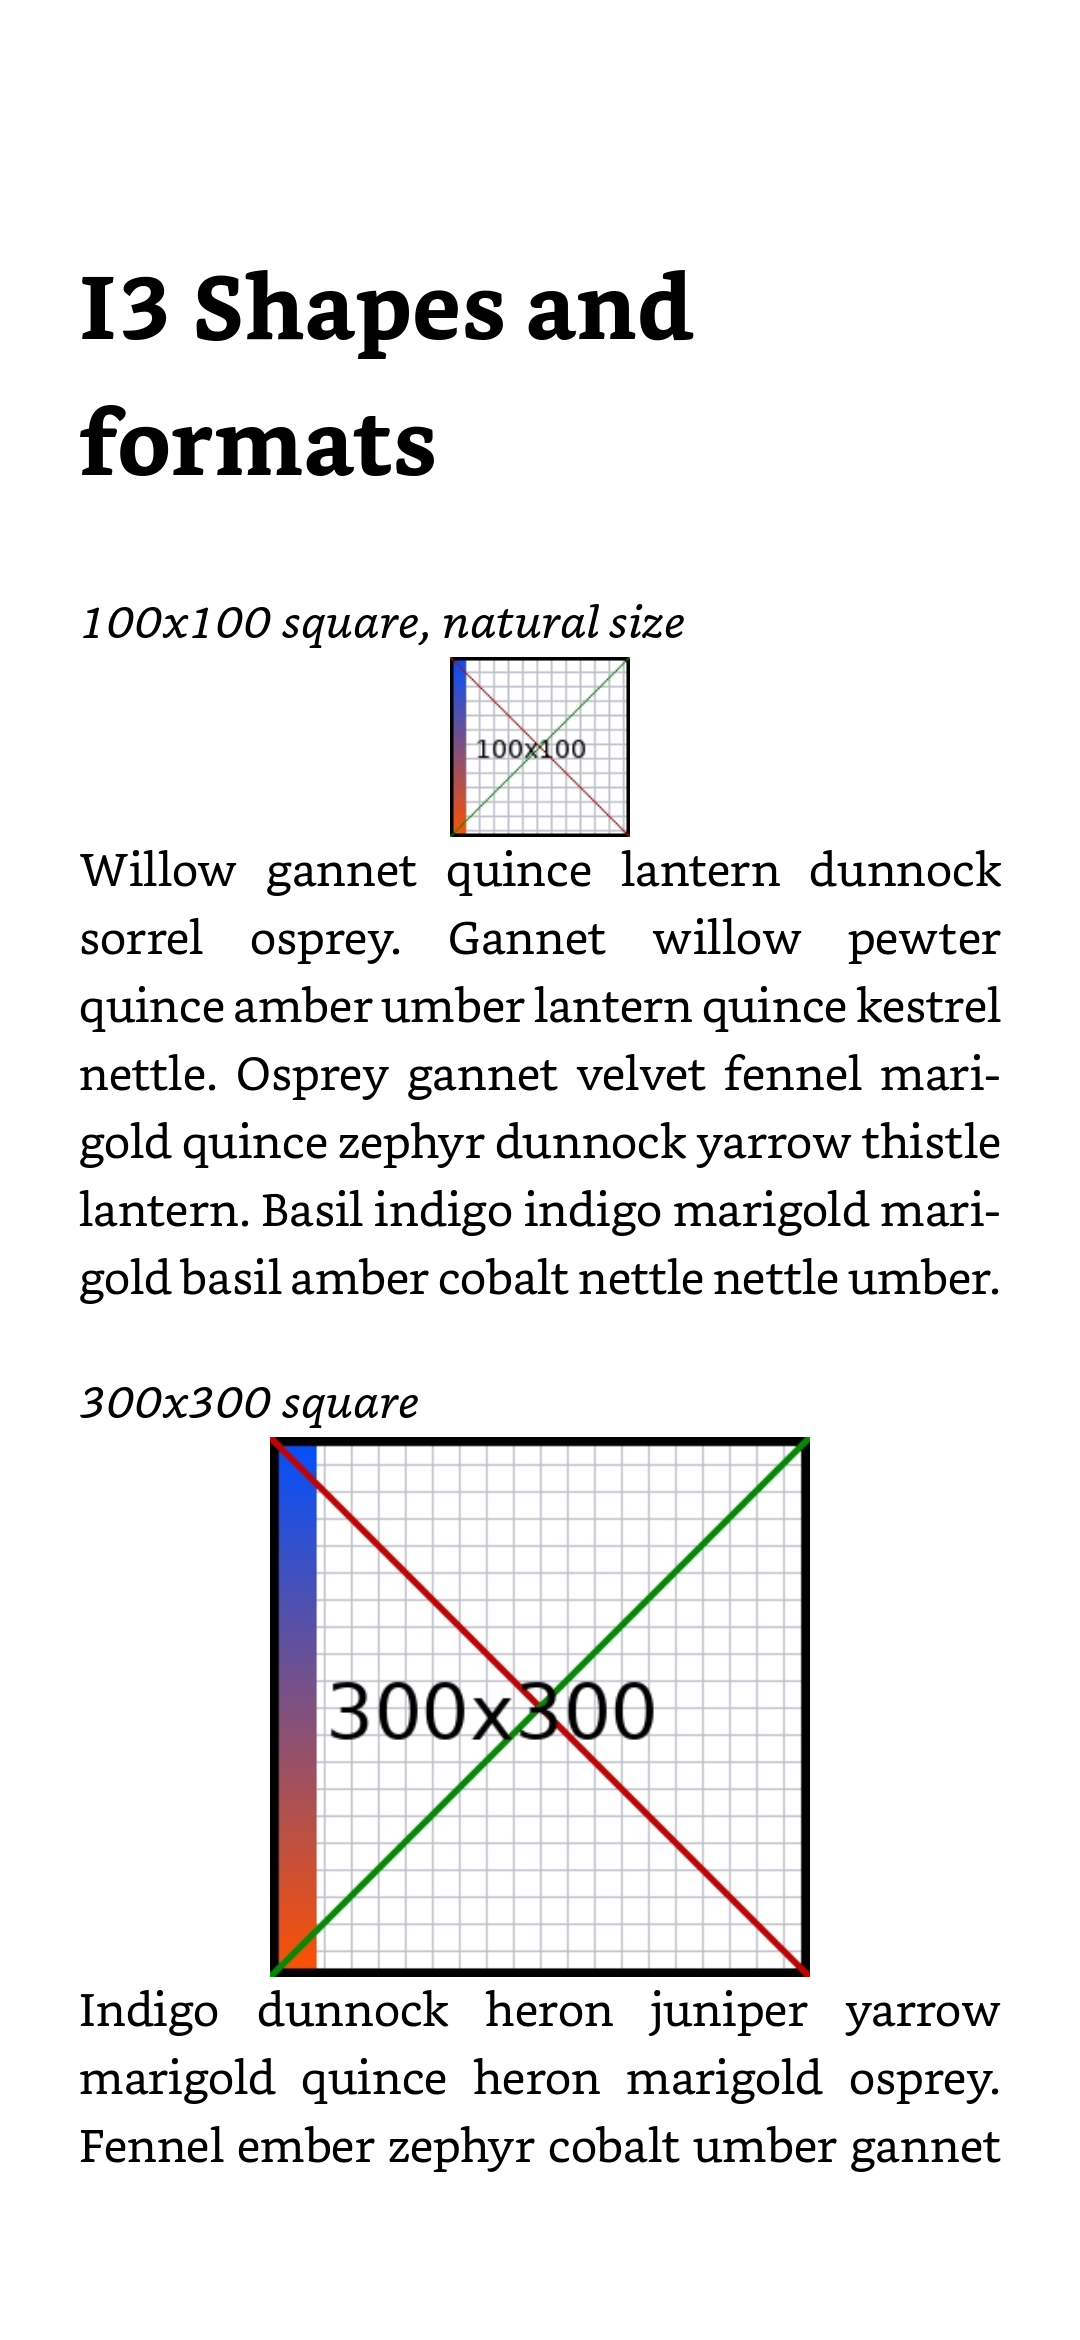 I3 Shapes and
formats
100x100 square, natural size
100x100
Willow gannet quince lantern dunnock
sorrel osprey. Gannet willow pewter
quince amber umber lantern quince kestrel
nettle. Osprey gannet velvet fennel mari-
gold quince zephyr dunnock yarrow thistle
lantern. Basil indigo indigo marigold mari-
gold basil amber cobalt nettle nettle umber.
300x300 square
300x300
Indigo dunnock heron juniper yarrow
marigold quince heron marigold osprey.
Fennel ember zephyr cobalt umber gannet